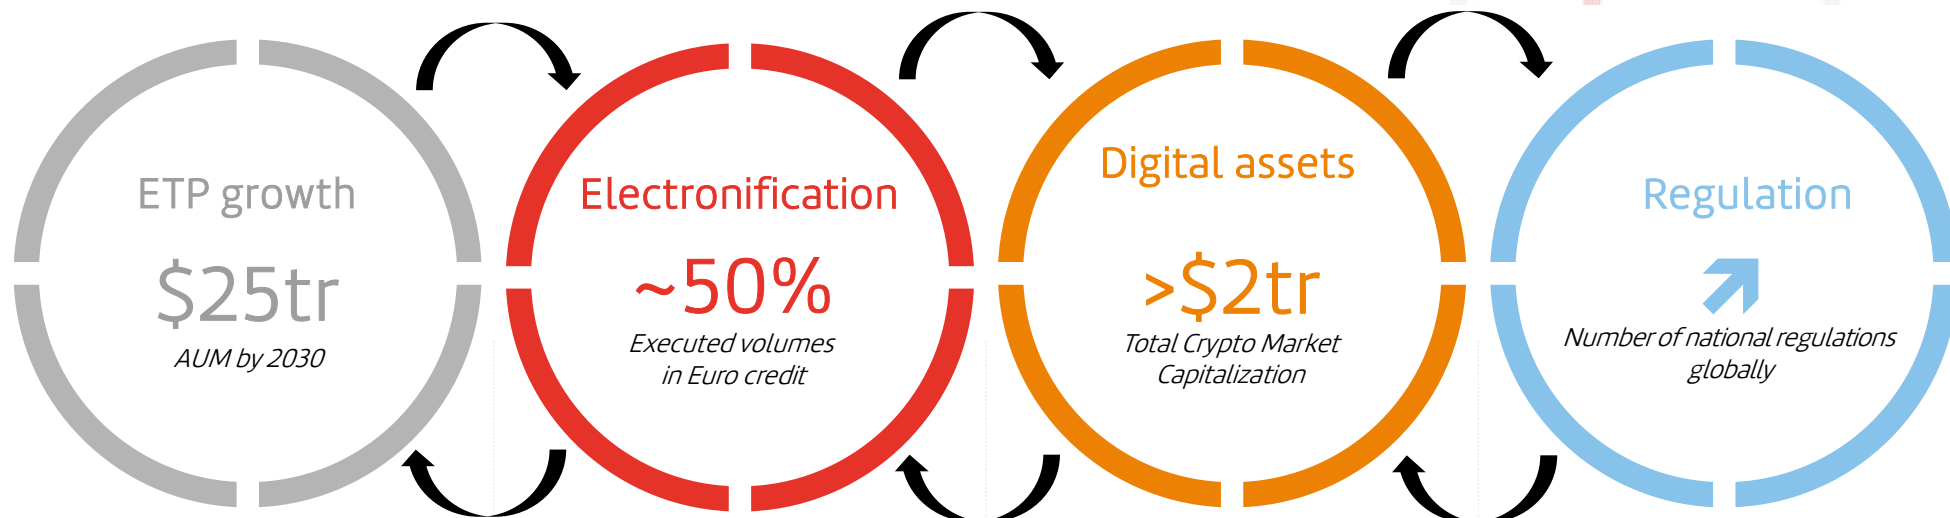 ETP growth
$25tr
AUM by 2030
Electronification
~50%
Executed volumes
in Euro credit
Digital assets
>$2tr
Total Crypto Market
Capitalization
Regulation
Number of national regulations
globally